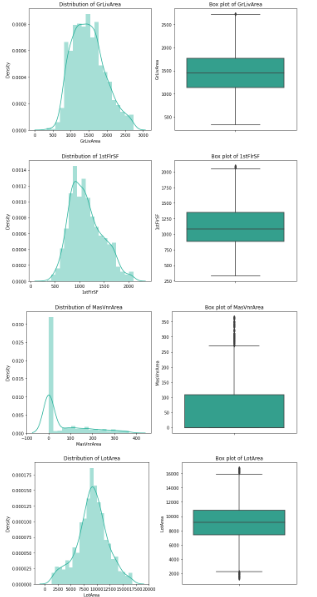 Distribution of GrLivArea
Box plot of GrLivArea
0.0008
0.0006
0.0004
0.0002
0.0000
Density
0 500 1000 1500 2000 2500 3000
GrLivArea
2500
2000
1500
1000
500
GrLivArea
Distribution of 1stFlrSF
Box plot of 1stFlrSF
0.0014
0.0012
0.0010
0.0008
0.0006
0.0004
0.0002
0.0000
Density
0 500 1000 1500 2000
1stFlrSF
2000
1750
1500
1250
1000
750
500
250
1stFlrSF
Distribution of MasVnrArea
Box plot of MasVnrArea
0.030
0.025
0.020
0.015
0.010
0.005
0.000
Density
−100 0 100 200 300 400
MasVnrArea
350
300
250
200
150
100
50
0
MasVnrArea
Distribution of LotArea
Box plot of LotArea
0.000175
0.000150
0.000125
0.000100
0.000075
0.000050
0.000025
0.000000
Density
0 2500 5000 7500 10000 12500 15000 17500 20000
LotArea
16000
14000
12000
10000
8000
6000
4000
2000
LotArea